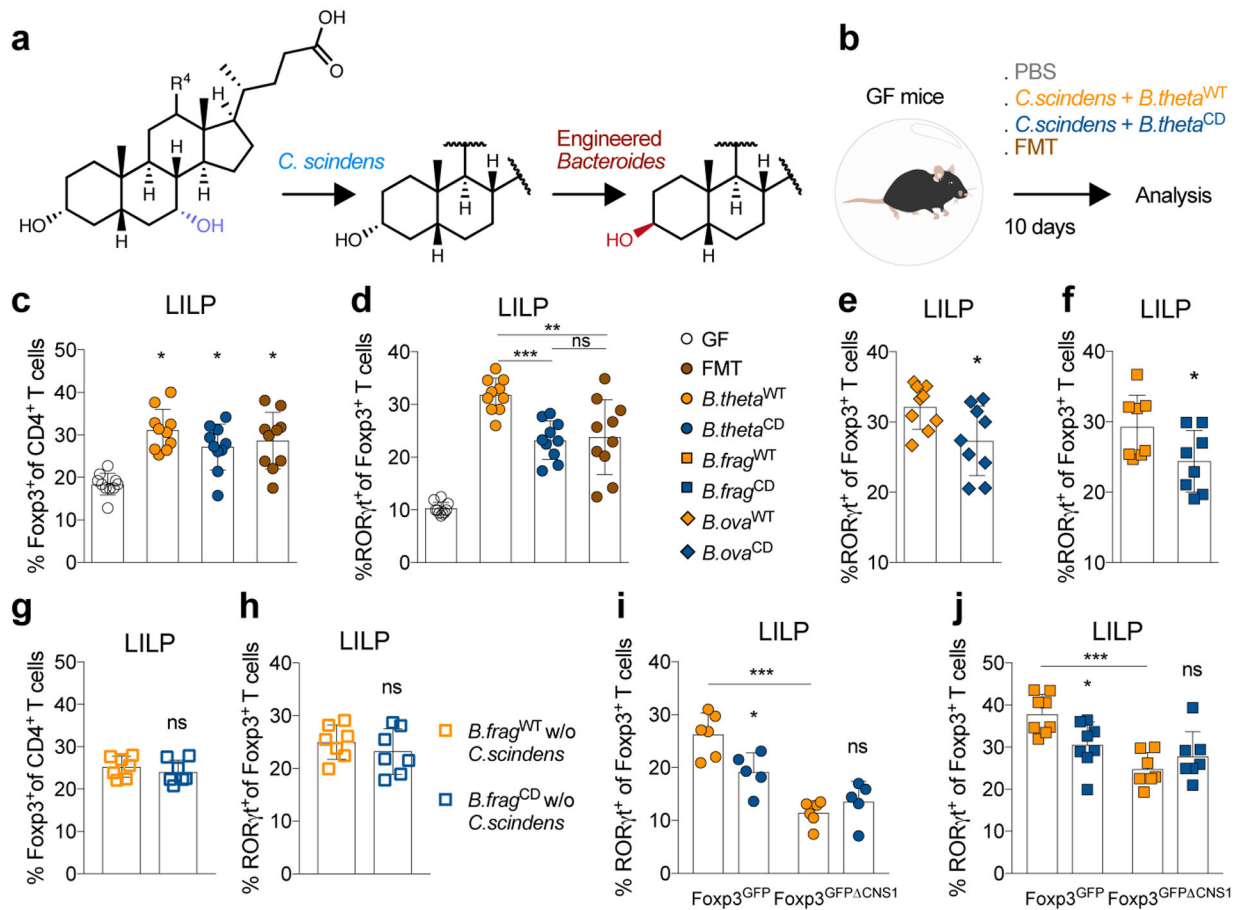 a
OH
O
R⁴
H
H
H
HO
H
OH
C. scindens
H
H
HO
H
Engineered
Bacteroides
H
H
HO
H
b
GF mice
. PBS
. C.scindens + B.thetaᵂᵀ
. C.scindens + B.thetaᶜᴰ
. FMT
10 days
Analysis
c
LILP
% Foxp3⁺ of CD4⁺ T cells
50
40
30
20
10
0
* * *
d
LILP
%RORγt⁺ of Foxp3⁺ T cells
40
30
20
10
0
**
*** ns
GF
FMT
B.thetaᵂᵀ
B.thetaᶜᴰ
B.fragᵂᵀ
B.fragᶜᴰ
B.ovaᵂᵀ
B.ovaᶜᴰ
e
LILP
%RORγt⁺ of Foxp3⁺ T cells
40
30
20
10
*
f
LILP
%RORγt⁺ of Foxp3⁺ T cells
40
30
20
10
*
g
LILP
% Foxp3⁺ of CD4⁺ T cells
50
40
30
20
10
0
ns
h
LILP
% RORγt⁺of Foxp3⁺ T cells
40
30
20
10
0
ns
B.fragᵂᵀ w/o
C.scindens
B.fragᶜᴰ w/o
C.scindens
i
LILP
% RORγt⁺ of Foxp3⁺ T cells
40
30
20
10
0
***
*
ns
Foxp3ᴳᶠᴾ Foxp3ᴳᶠᴾΔCNS1
j
LILP
% RORγt⁺ of Foxp3⁺ T cells
50
40
30
20
10
0
***
*
ns
Foxp3ᴳᶠᴾ Foxp3ᴳᶠᴾΔCNS1